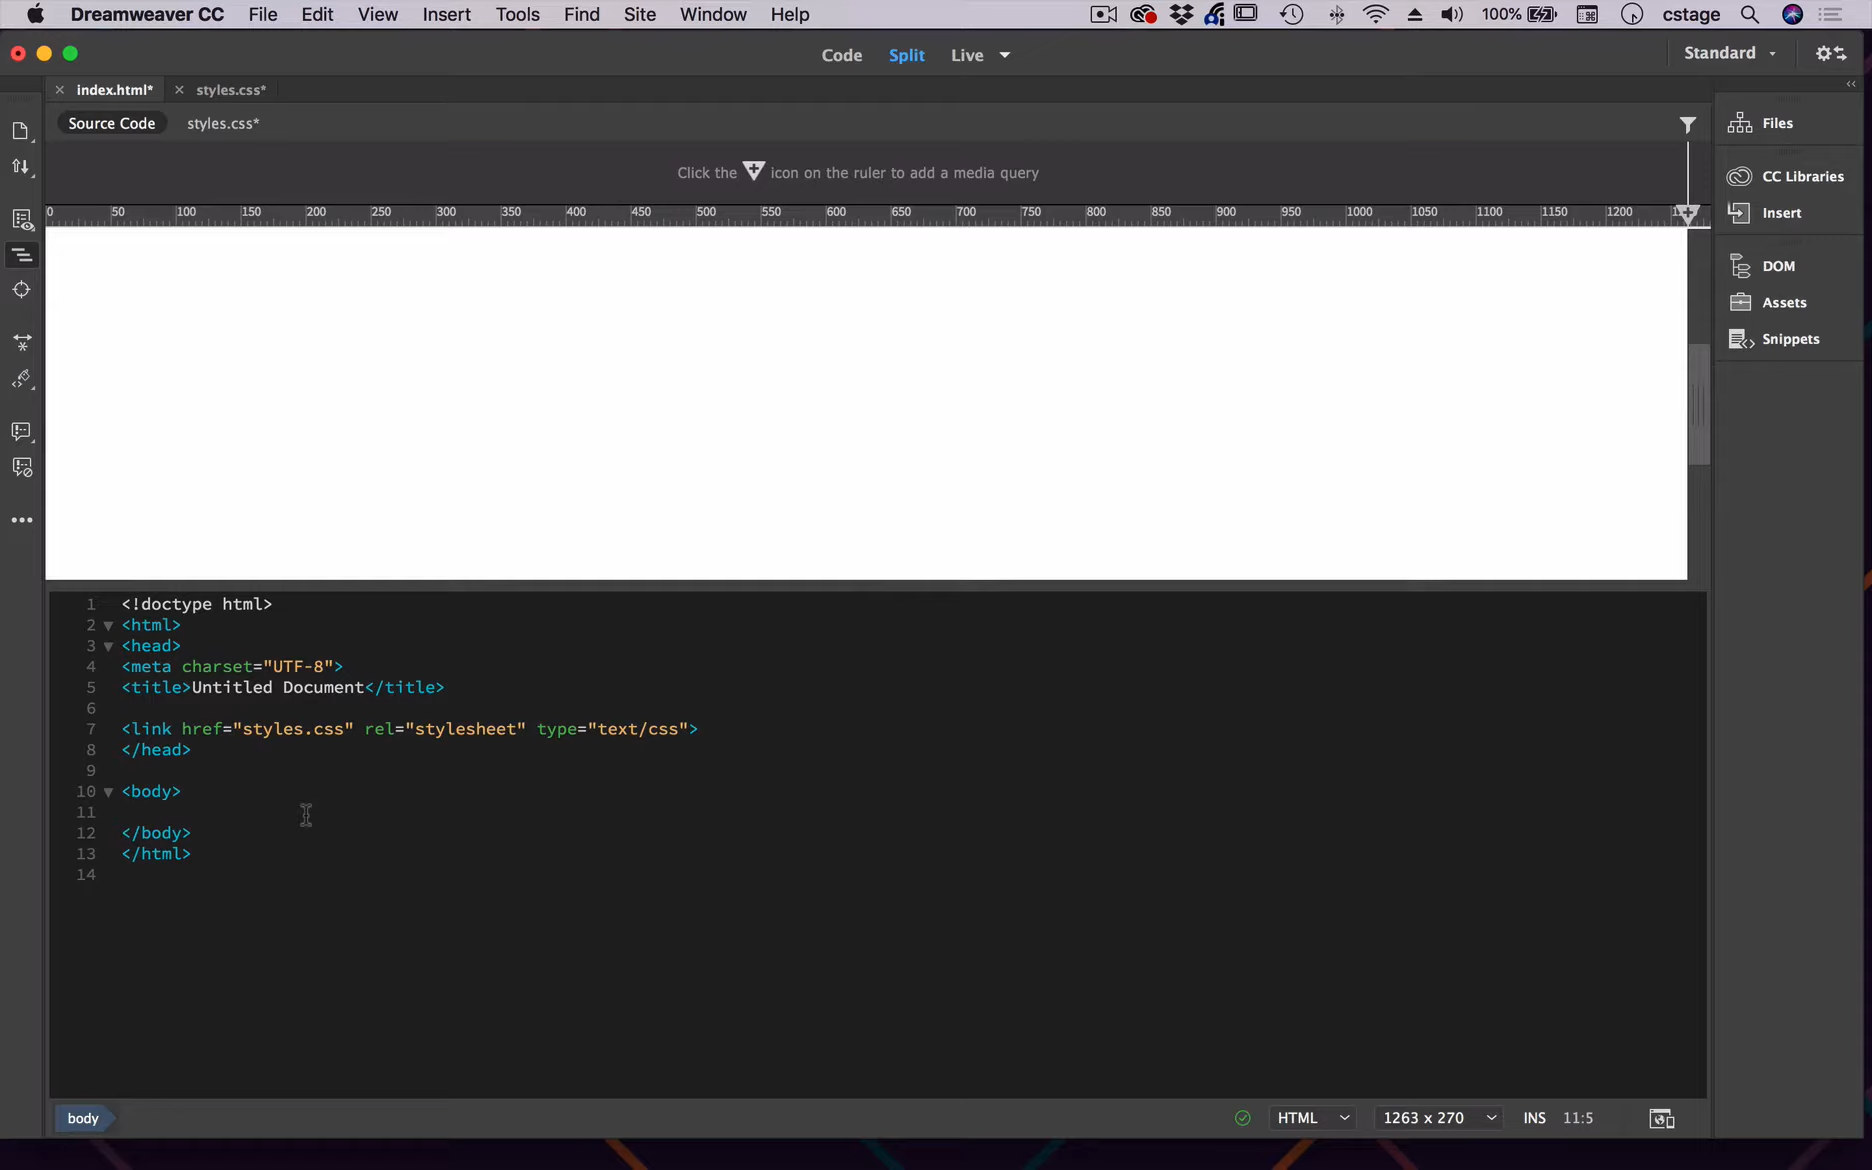 Dreamweaver CC File Edit View Insert Tools Find Site Window Help 100% cstage
Code Split Live Standard
index.html* styles.css*
Source Code styles.css*
Click the icon on the ruler to add a media query
0 50 100 150 200 250 300 350 400 450 500 550 600 650 700 750 800 850 900 950 1000 1050 1100 1150 1200
Files
CC Libraries
Insert
DOM
Assets
Snippets
1 <!doctype html>
2 <html>
3 <head>
4 <meta charset="UTF-8">
5 <title>Untitled Document</title>
6
7 <link href="styles.css" rel="stylesheet" type="text/css">
8 </head>
9
10 <body>
11
12 </body>
13 </html>
14
body HTML 1263 x 270 INS 11:5